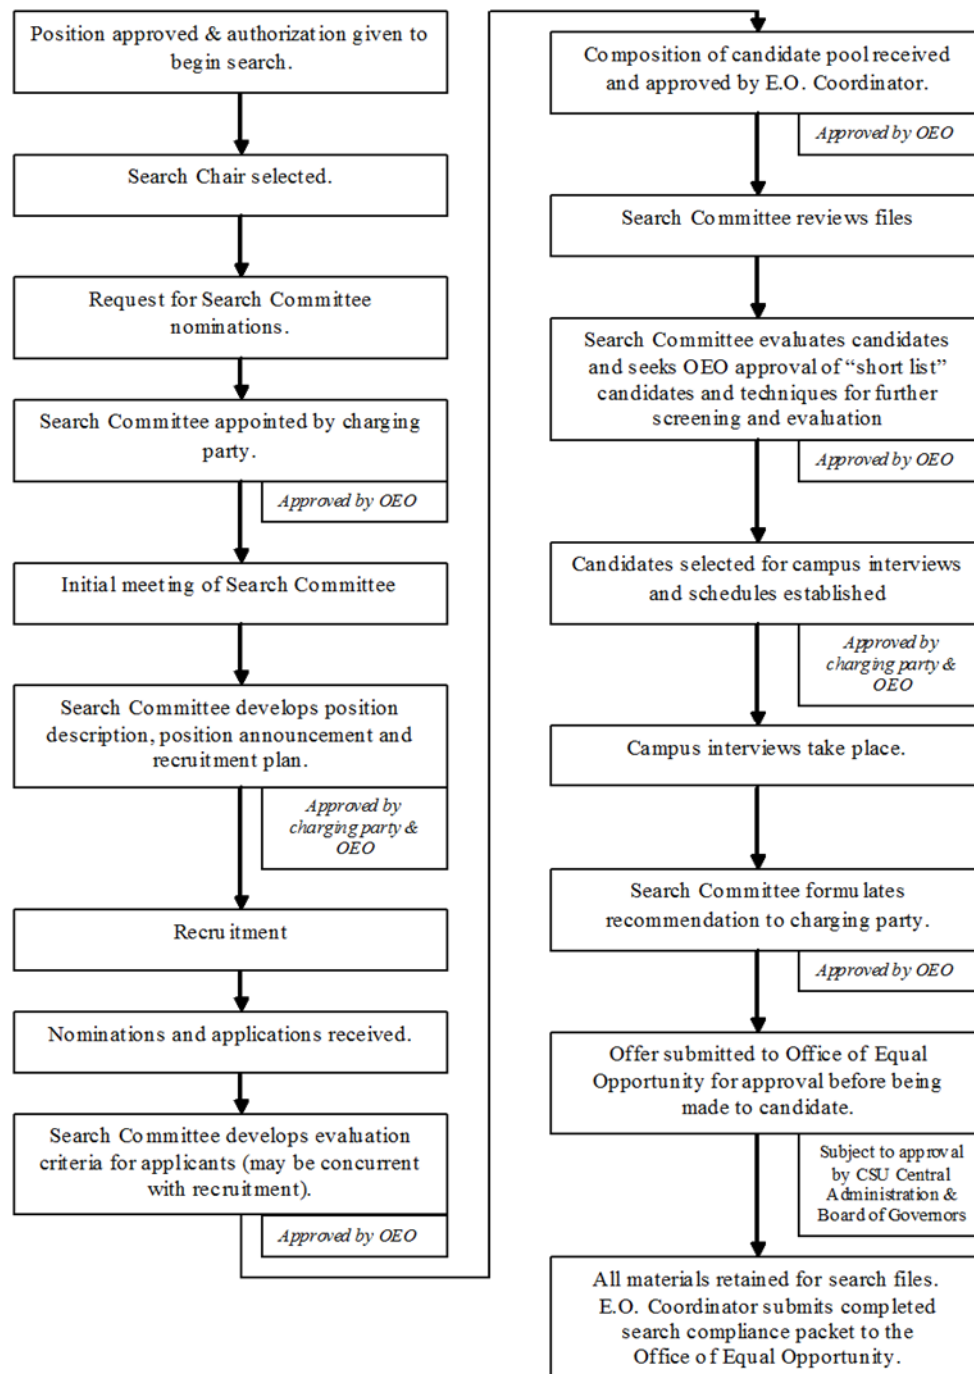 Position approved & authorization given to
begin search.
Search Chair selected.
Request for Search Committee
nominations.
Search Committee appointed by charging
party.
Approved by OEO
Initial meeting of Search Committee
Search Committee develops position
description, position announcement and
recruitment plan.
Approved by
charging party &
OEO
Recruitment
Nominations and applications received.
Search Committee develops evaluation
criteria for applicants (may be concurrent
with recruitment).
Approved by OEO
Composition of candidate pool received
and approved by E.O. Coordinator.
Approved by OEO
Search Committee reviews files
Search Committee evaluates candidates
and seeks OEO approval of “short list”
candidates and techniques for further
screening and evaluation
Approved by OEO
Candidates selected for campus interviews
and schedules established
Approved by
charging party &
OEO
Campus interviews take place.
Search Committee formulates
recommendation to charging party.
Approved by OEO
Offer submitted to Office of Equal
Opportunity for approval before being
made to candidate.
Subject to approval
by CSU Central
Administration &
Board of Governors
All materials retained for search files.
E.O. Coordinator submits completed
search compliance packet to the
Office of Equal Opportunity.